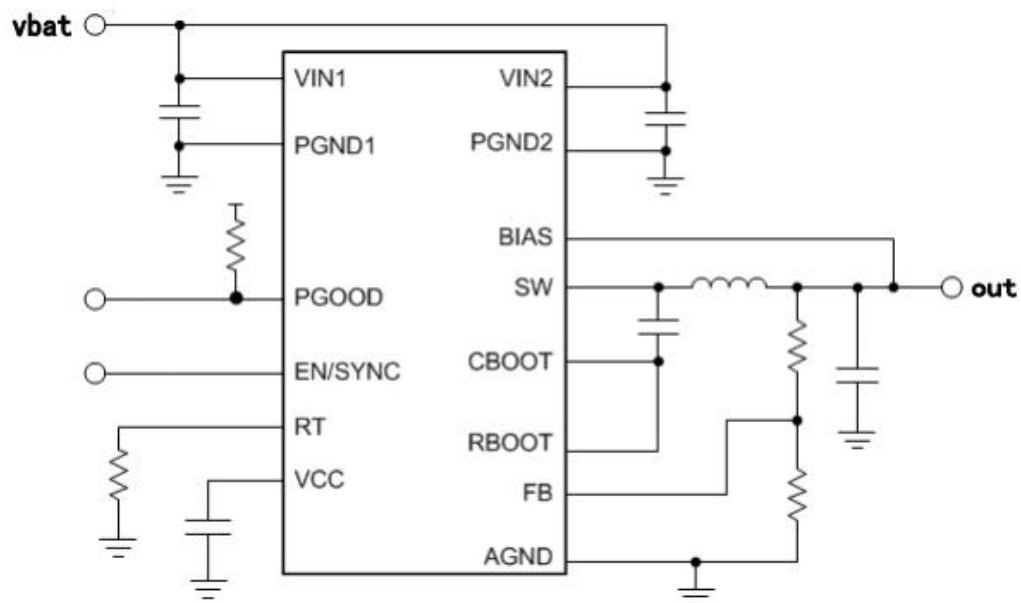 vbat
VIN1
VIN2
PGND1
PGND2
BIAS
SW
out
PGOOD
CBOOT
EN/SYNC
RT
RBOOT
VCC
FB
AGND